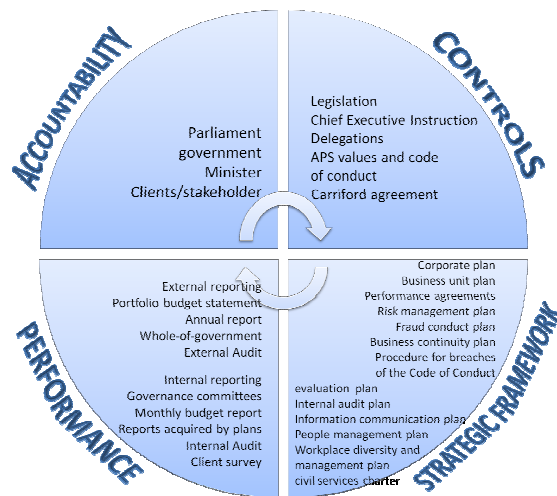 ACCOUNTABILITY
Parliament
government
Minister
Clients/stakeholder
CONTROLS
Legislation
Chief Executive Instruction
Delegations
APS values and code
of conduct
Carriford agreement
PERFORMANCE
External reporting
Portfolio budget statement
Annual report
Whole-of-government
External Audit
Internal reporting
Governance committees
Monthly budget report
Reports acquired by plans
Internal Audit
Client survey
STRATEGIC FRAMEWORK
Corporate plan
Business unit plan
Performance agreements
Risk management plan
Fraud conduct plan
Business continuity plan
Procedure for breaches
of the Code of Conduct
evaluation plan
Internal audit plan
Information communication plan
People management plan
Workplace diversity and
management plan
civil services charter